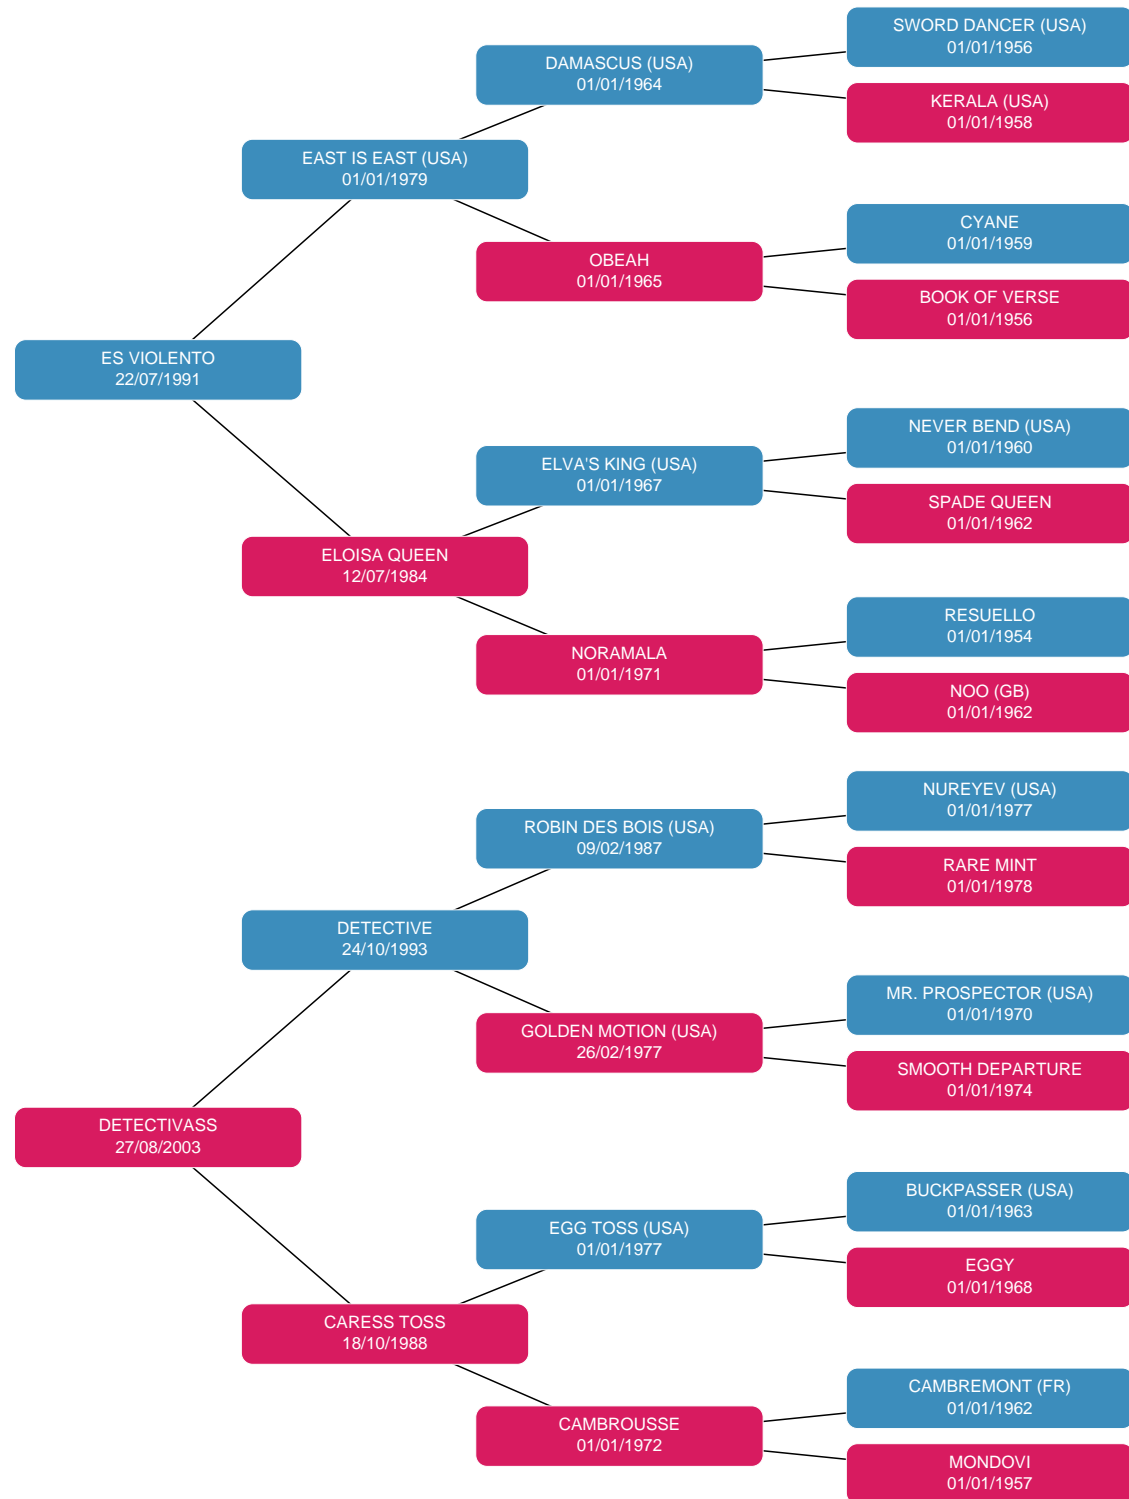 SWORD DANCER (USA)
01/01/1956
DAMASCUS (USA)
01/01/1964
KERALA (USA)
01/01/1958
EAST IS EAST (USA)
01/01/1979
CYANE
01/01/1959
OBEAH
01/01/1965
BOOK OF VERSE
01/01/1956
ES VIOLENTO
22/07/1991
NEVER BEND (USA)
01/01/1960
ELVA'S KING (USA)
01/01/1967
SPADE QUEEN
01/01/1962
ELOISA QUEEN
12/07/1984
RESUELLO
01/01/1954
NORAMALA
01/01/1971
NOO (GB)
01/01/1962
NUREYEV (USA)
01/01/1977
ROBIN DES BOIS (USA)
09/02/1987
RARE MINT
01/01/1978
DETECTIVE
24/10/1993
MR. PROSPECTOR (USA)
01/01/1970
GOLDEN MOTION (USA)
26/02/1977
SMOOTH DEPARTURE
01/01/1974
DETECTIVASS
27/08/2003
BUCKPASSER (USA)
01/01/1963
EGG TOSS (USA)
01/01/1977
EGGY
01/01/1968
CARESS TOSS
18/10/1988
CAMBREMONT (FR)
01/01/1962
CAMBROUSSE
01/01/1972
MONDOVI
01/01/1957